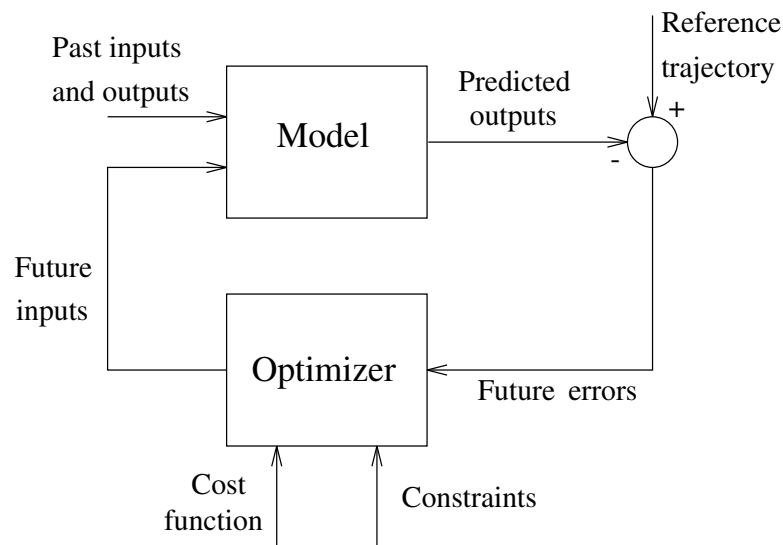 Past inputs
and outputs
Model
Predicted
outputs
Reference
trajectory
+
-
Future
inputs
Optimizer
Future errors
Cost
function
Constraints